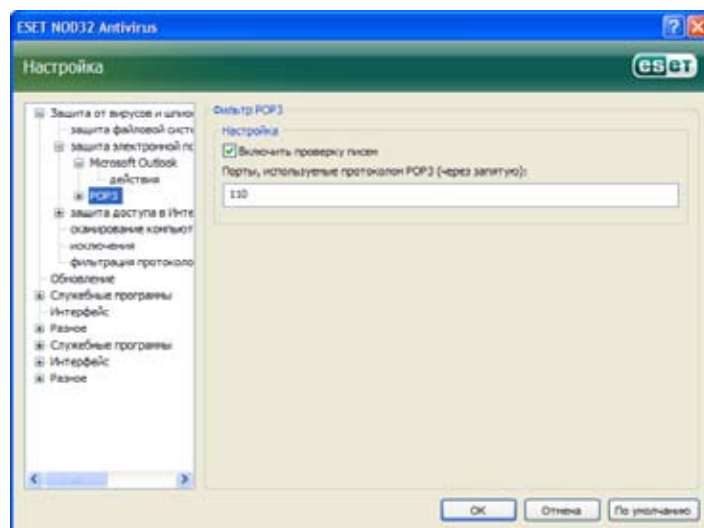 ESET NOD32 Antivirus
Настройка
eset
Защита от вирусов и шпио
защита файловой систе
защита электронной по
Microsoft Outlook
действия
POP3
защита доступа в Инте
сканирование компьют
исключения
фильтрация протоколо
Обновление
Служебные программы
Интерфейс
Разное
Служебные программы
Интерфейс
Разное
Фильтр POP3
Настройка
Включить проверку писем
Порты, используемые протоколом POP3 (через запятую):
110
OK
Отмена
По умолчанию